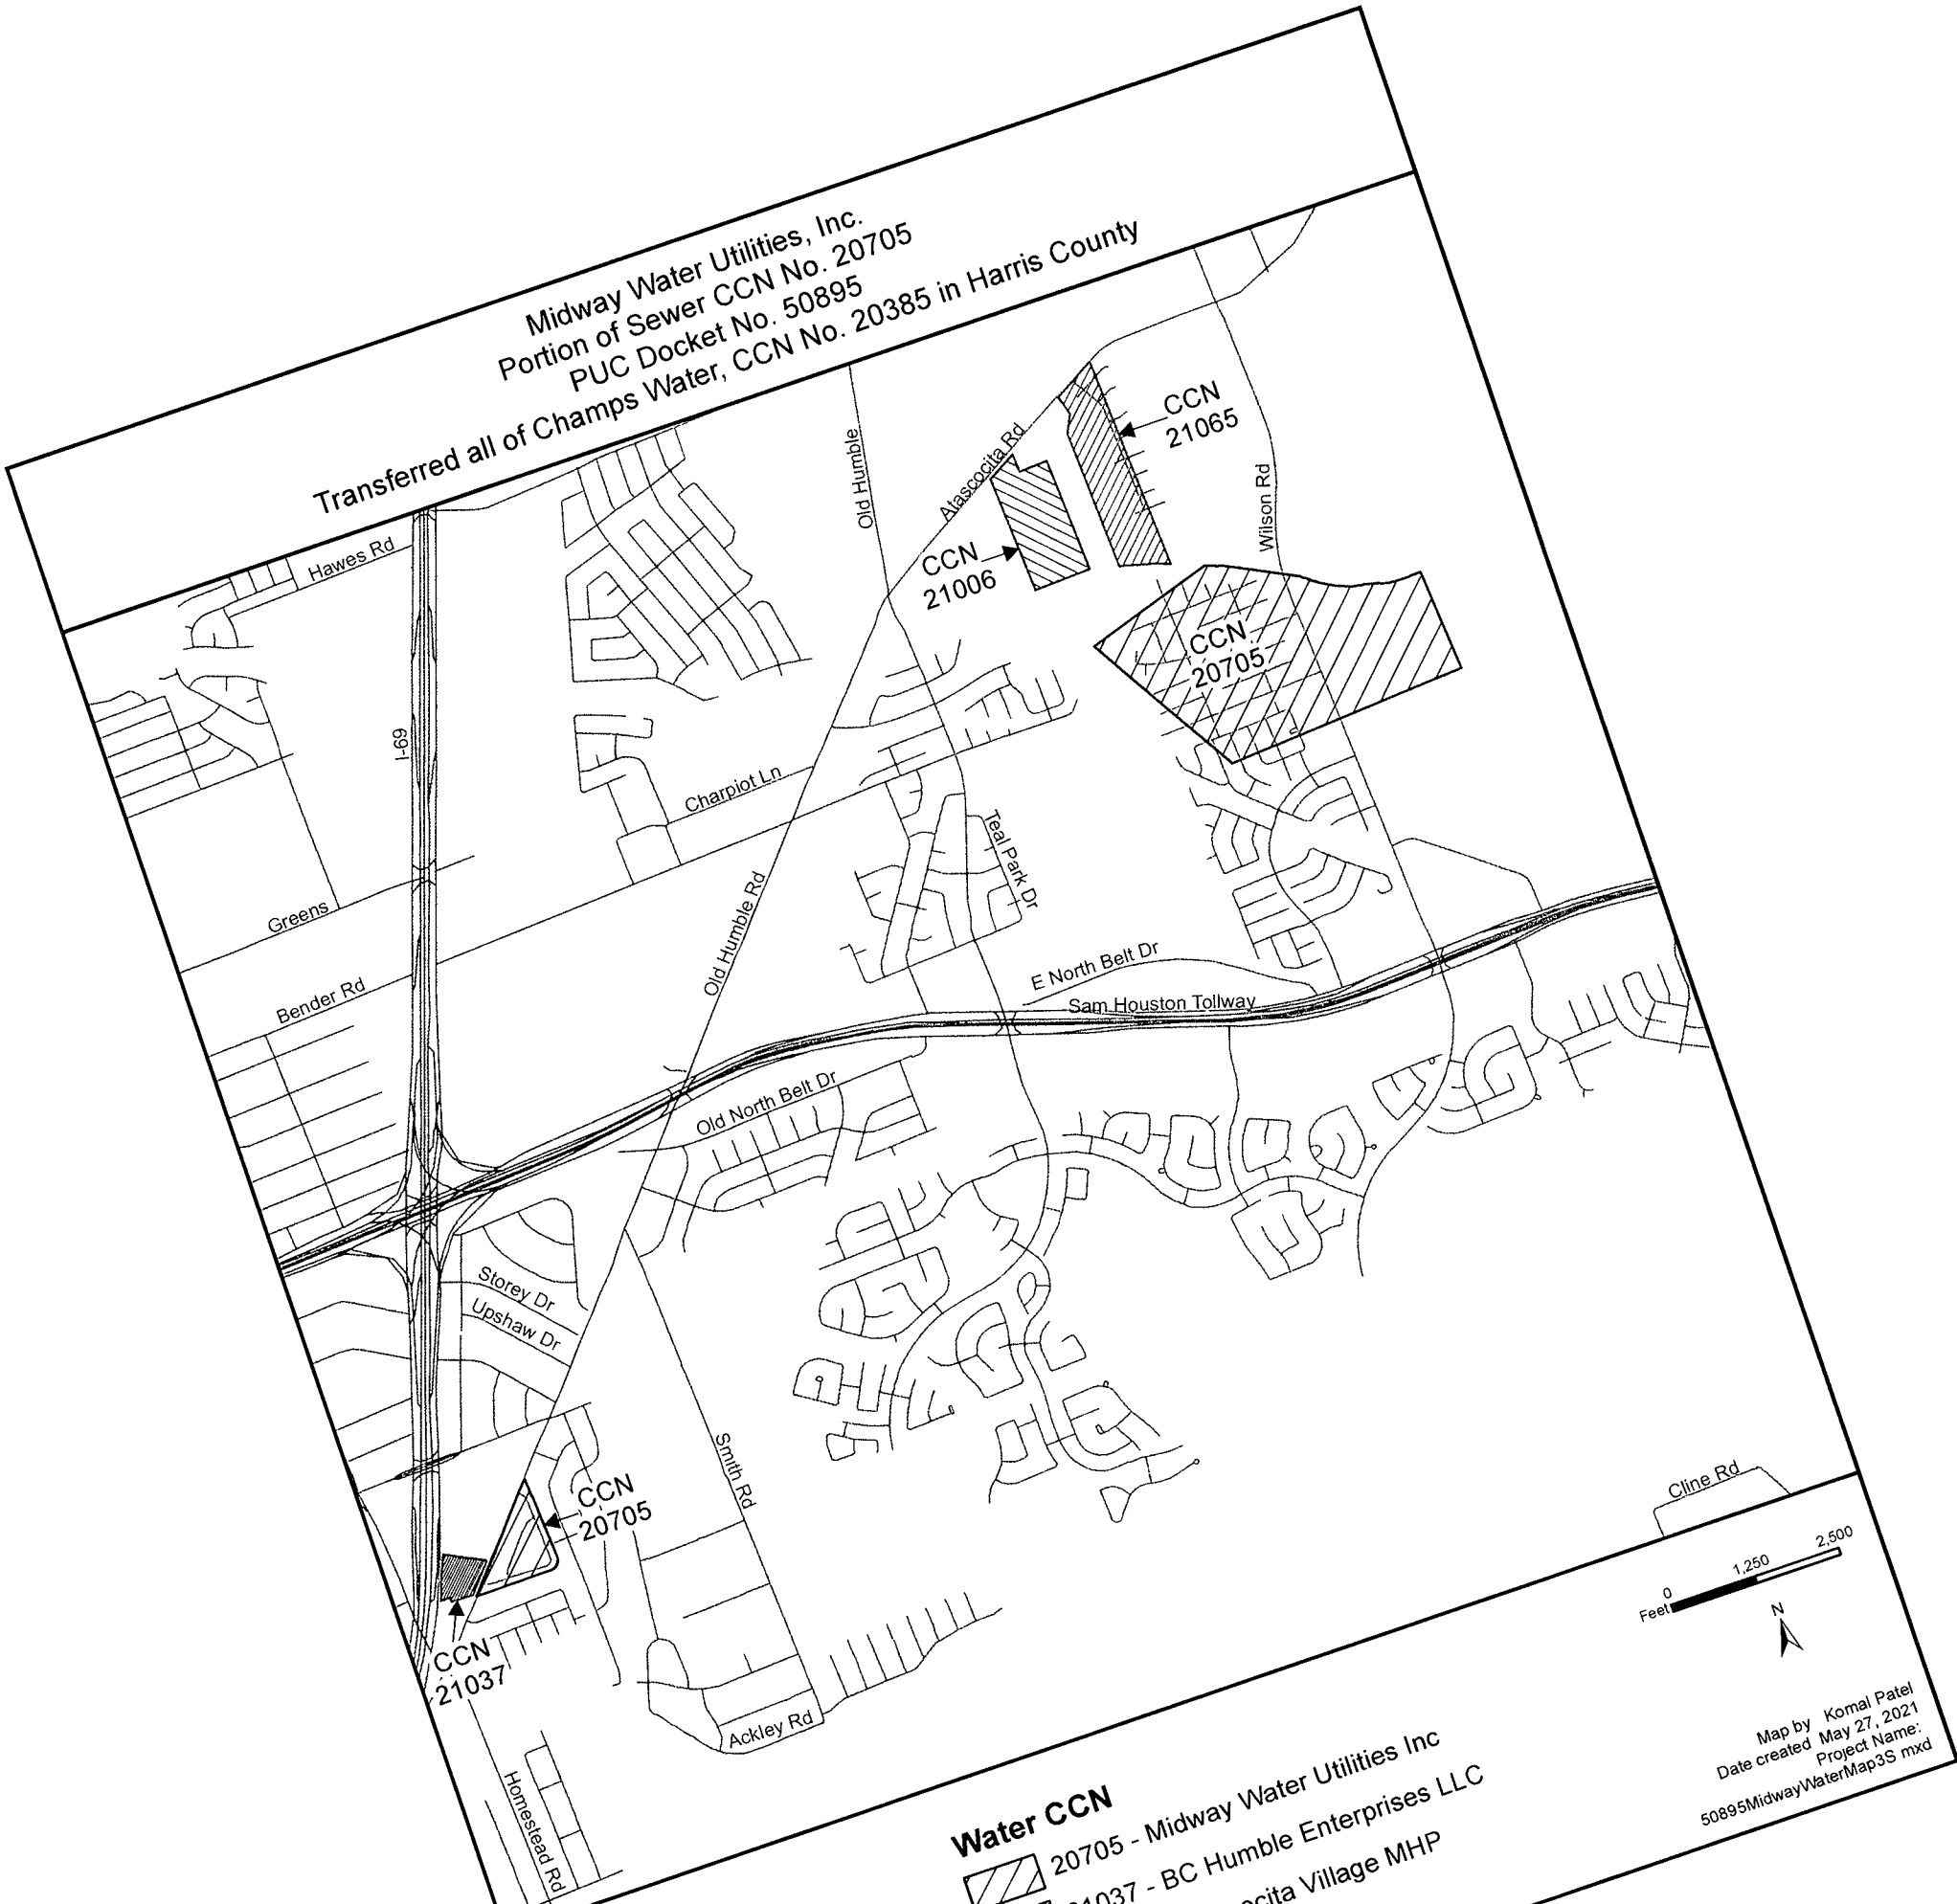 Midway Water Utilities, Inc.
Portion of Sewer CCN No. 20705
PUC Docket No. 50895
Transferred all of Champs Water, CCN No. 20385 in Harris County
Hawes Rd
Old Humble
Atascocita Rd
CCN
21065
Wilson Rd
CCN
21006
CCN
20705
I-69
Charpiot Ln
Teal Park Dr
Greens
Old Humble Rd
Bender Rd
E North Belt Dr
Sam Houston Tollway
Old North Belt Dr
Storey Dr
Upshaw Dr
Smith Rd
CCN
20705
CCN
21037
Ackley Rd
Homestead Rd
Cline Rd
0 1,250 2,500
Feet
N
Water CCN
20705 - Midway Water Utilities Inc
21037 - BC Humble Enterprises LLC
Village MHP
Map by Komal Patel
Date created May 27, 2021
Project Name:
50895MidwayWaterMap3S mxd